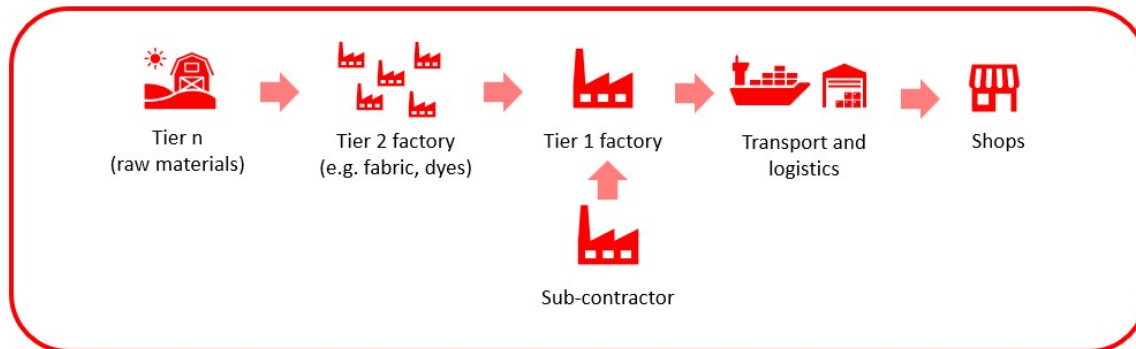 Tier n
(raw materials)
Tier 2 factory
(e.g. fabric, dyes)
Tier 1 factory
Transport and
logistics
Shops
Sub-contractor